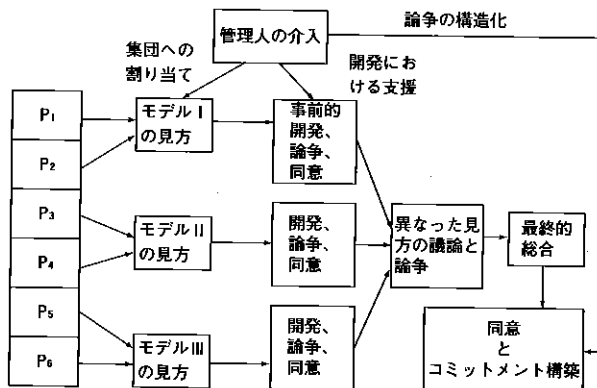 論争の構造化
管理人の介入
集団への
割り当て
開発にお
ける支援
P1
P2
P3
P4
P5
P6
モデルⅠ
の見方
事前的
開発、
論争、
同意
モデルⅡ
の見方
開発、
論争、
同意
異なった見
方の議論と
論争
最終的
総合
モデルⅢ
の見方
開発、
論争、
同意
同意
と
コミットメント構築